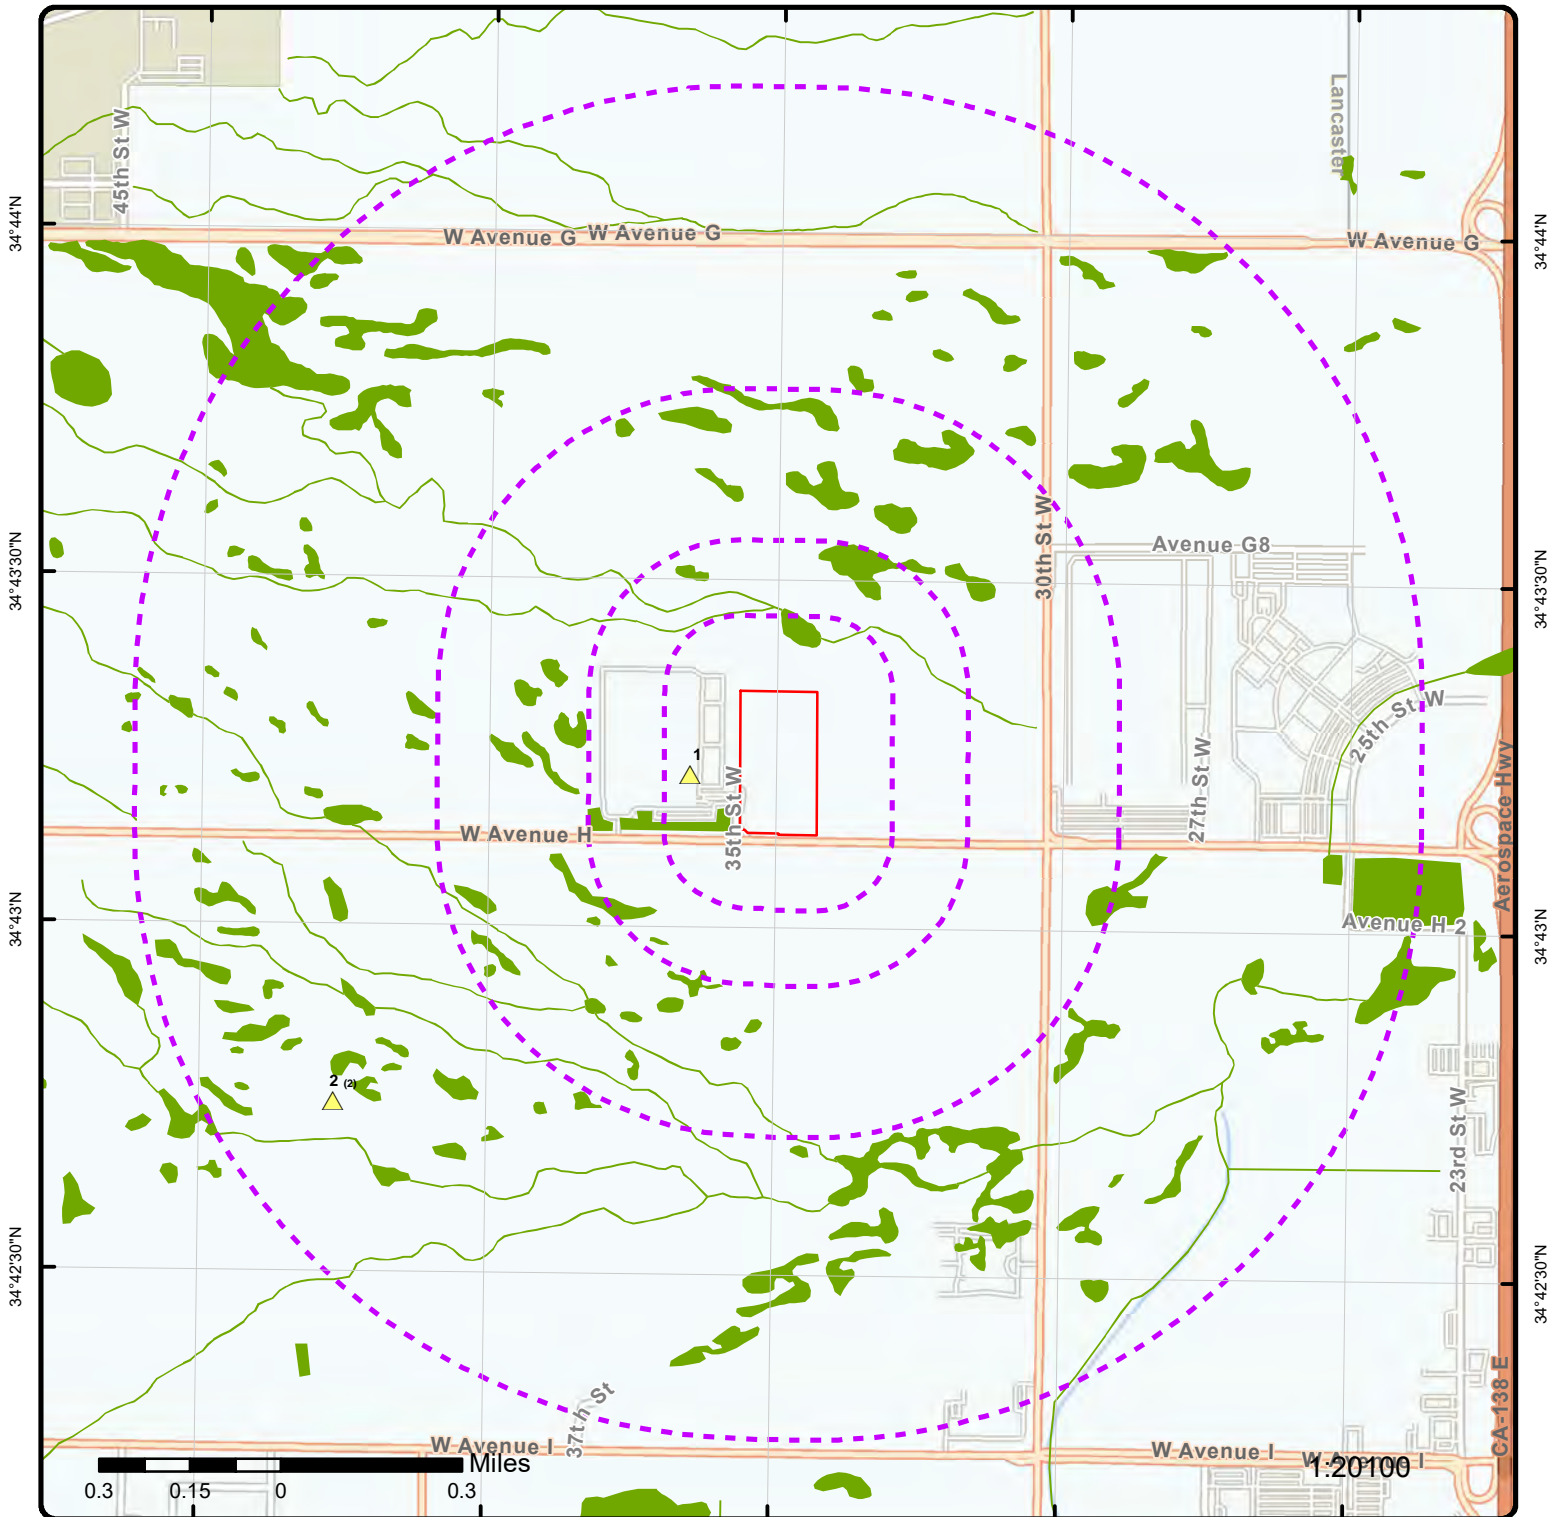 Lancaster
45th St W
34°44'N
34°44'N
W Avenue G
W Avenue G
W Avenue G
30th St W
Avenue G8
34°43'30"N
34°43'30"N
25th St W
27th St W
1
35th St W
W Avenue H
Aerospace Hwy
34°43'N
34°43'N
Avenue H 2
2 (2)
23rd St W
34°42'30"N
34°42'30"N
37th St
CA-138 E
W Avenue I
W Avenue I
W Avenue I
1:20100
Miles
0.3 0.15 0 0.3